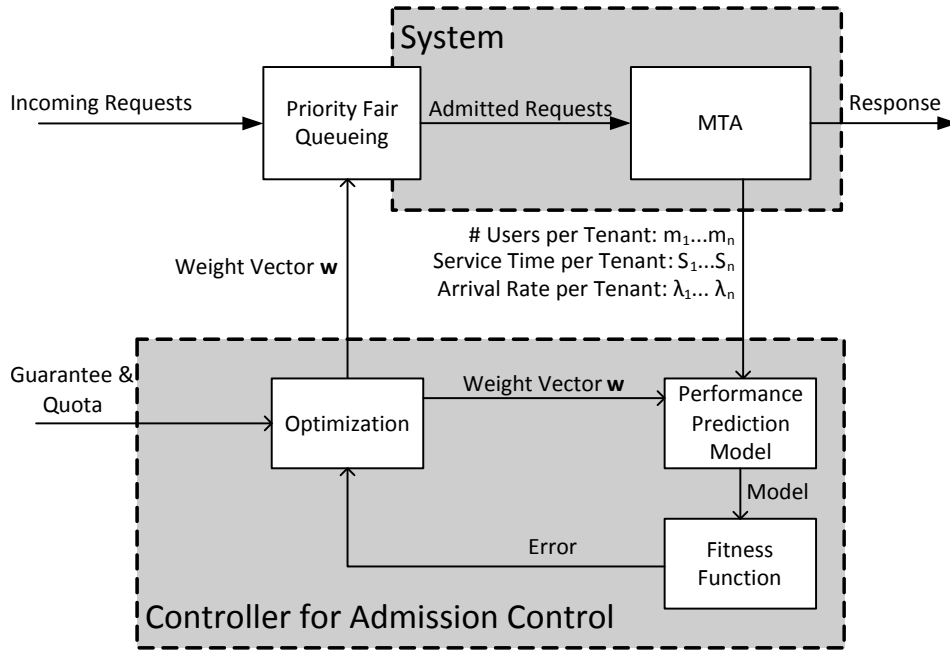 System
Incoming Requests
Priority Fair
Queueing
Admitted Requests
MTA
Response
# Users per Tenant: m₁...mₙ
Service Time per Tenant: S₁...Sₙ
Arrival Rate per Tenant: λ₁... λₙ
Weight Vector w
Guarantee &
Quota
Optimization
Weight Vector w
Performance
Prediction
Model
Model
Error
Fitness
Function
Controller for Admission Control